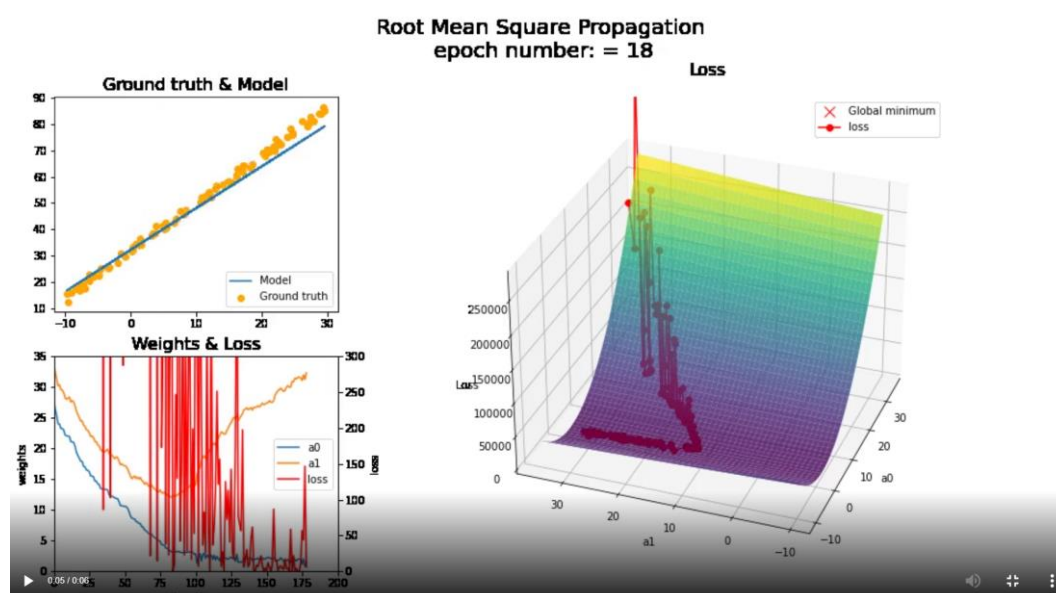 Root Mean Square Propagation
epoch number: = 18
Ground truth & Model
90
80
70
60
50
40
30
20
10
−10 0 10 20 30
Model
Ground truth
Weights & Loss
35
30
25
20
15
10
5
0
weights
300
250
200
150
100
50
0
loss
a0
a1
loss
25 50 75 100 125 150 175 200
Loss
Global minimum
loss
250000
200000
150000
100000
50000
0
30
20
10
0
−10
a1
30
20
10
0
−10
a0
0:05 / 0:06